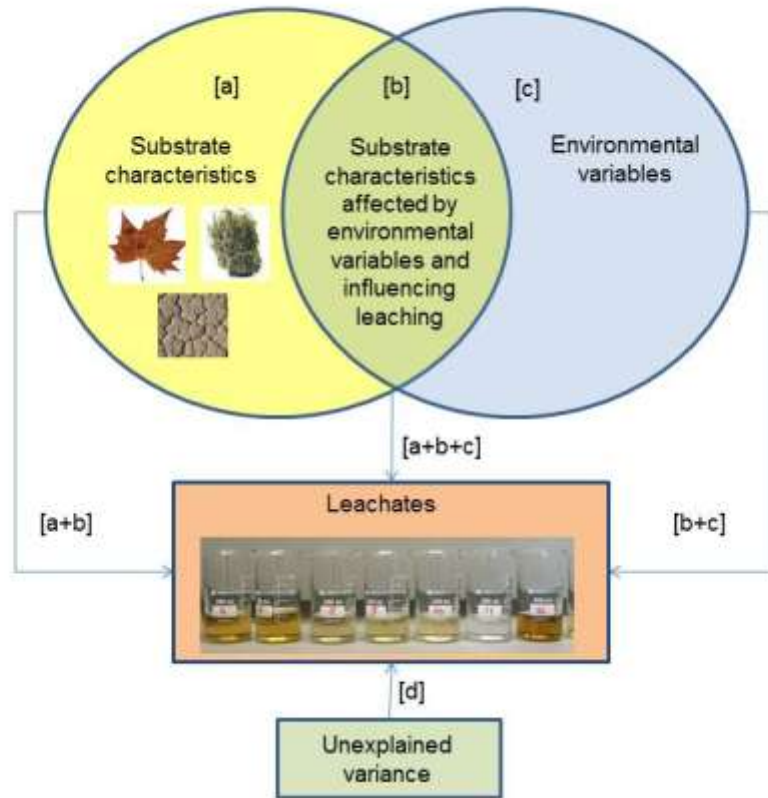 [a]
[b]
[c]
Substrate
characteristics
Substrate
characteristics
affected by
environmental
variables and
influencing
leaching
Environmental
variables
[a+b+c]
[a+b]
[b+c]
Leachates
[d]
Unexplained
variance